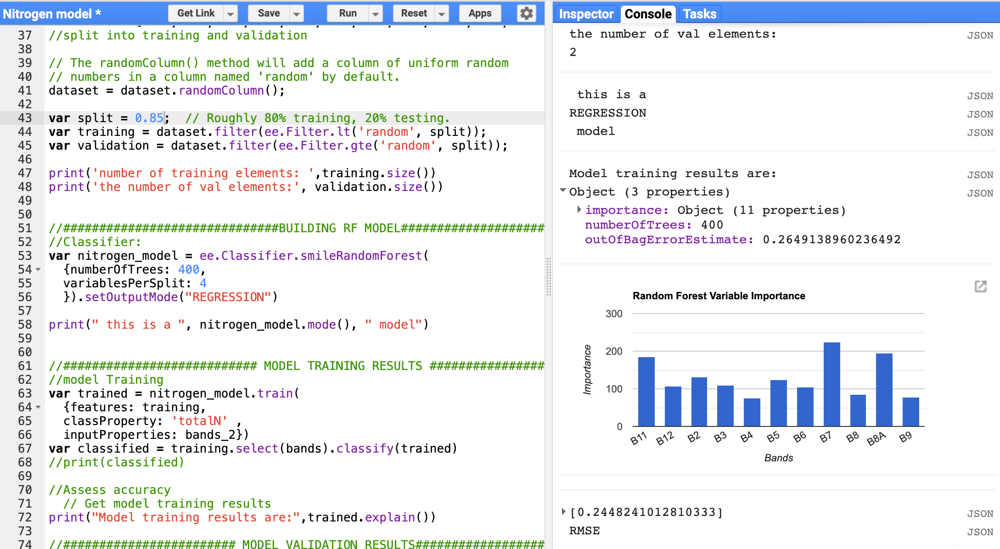 Nitrogen model *
Get Link
Save
Run
Reset
Apps
Inspector
Console
Tasks
37 //split into training and validation
38
39 // The randomColumn() method will add a column of uniform random
40 // numbers in a column named 'random' by default.
41 dataset = dataset.randomColumn();
42
43 var split = 0.85;  // Roughly 80% training, 20% testing.
44 var training = dataset.filter(ee.Filter.lt('random', split));
45 var validation = dataset.filter(ee.Filter.gte('random', split));
46
47 print('number of training elements: ',training.size())
48 print('the number of val elements:', validation.size())
49
50
51 //##############################BUILDING RF MODEL####################
52 //Classifier:
53 var nitrogen_model = ee.Classifier.smileRandomForest(
54   {numberOfTrees: 400,
55   variablesPerSplit: 4
56   }).setOutputMode("REGRESSION")
57
58 print(" this is a ", nitrogen_model.mode(), " model")
59
60
61 //########################### MODEL TRAINING RESULTS ################
62 //model Training
63 var trained = nitrogen_model.train(
64   {features: training,
65   classProperty: 'totalN' ,
66   inputProperties: bands_2})
67 var classified = training.select(bands).classify(trained)
68 //print(classified)
69
70 //Assess accuracy
71   // Get model training results
72 print("Model training results are:",trained.explain())
73
74 //######################## MODEL VALIDATION RESULTS##################
the number of val elements: JSON
2
this is a JSON
REGRESSION JSON
model JSON
Model training results are: JSON
Object (3 properties) JSON
importance: Object (11 properties)
numberOfTrees: 400
outOfBagErrorEstimate: 0.2649138960236492
Random Forest Variable Importance
300
200
100
0
Importance
B11 B12 B2 B3 B4 B5 B6 B7 B8 B8A B9
Bands
[0.2448241012810333] JSON
RMSE JSON